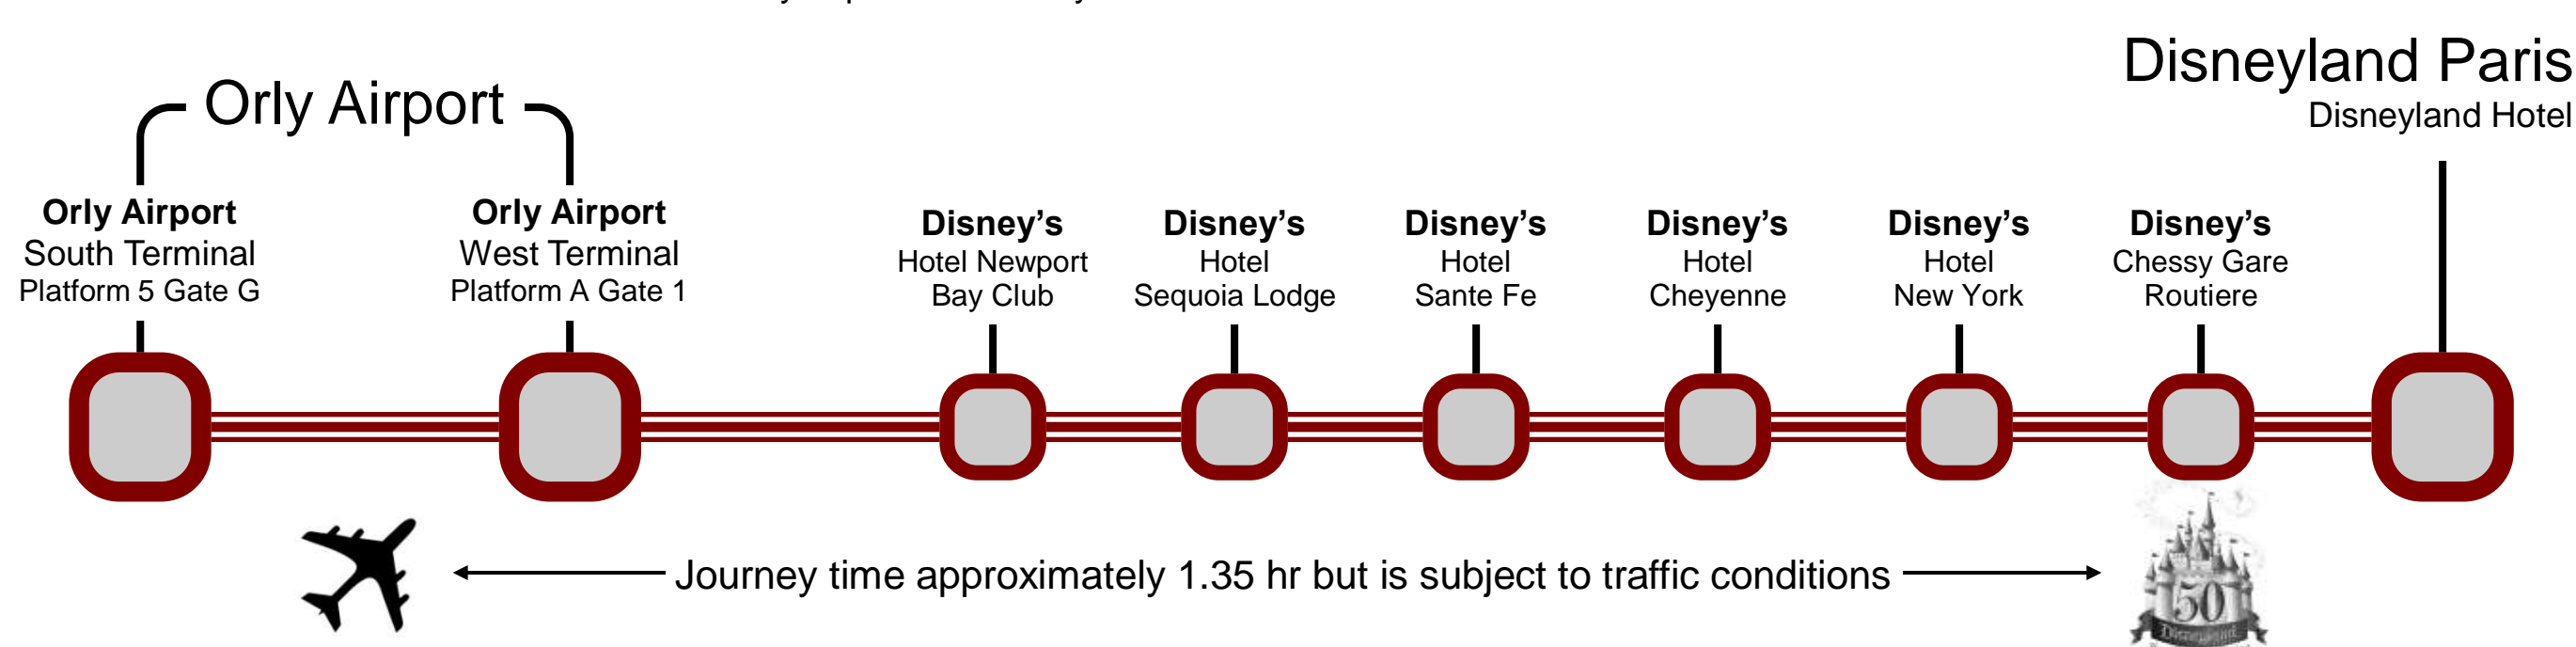 Orly Airport
Disneyland Paris
Disneyland Hotel
Orly Airport
South Terminal
Platform 5 Gate G
Orly Airport
West Terminal
Platform A Gate 1
Disney's
Hotel Newport
Bay Club
Disney's
Hotel
Sequoia Lodge
Disney's
Hotel
Sante Fe
Disney's
Hotel
Cheyenne
Disney's
Hotel
New York
Disney's
Chessy Gare
Routiere
Journey time approximately 1.35 hr but is subject to traffic conditions
50
Disneyland